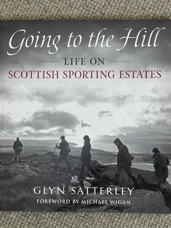 Going to the Hill
LIFE ON
SCOTTISH SPORTING ESTATES
GLYN SATTERLEY
FOREWORD BY MICHAEL WIGAN